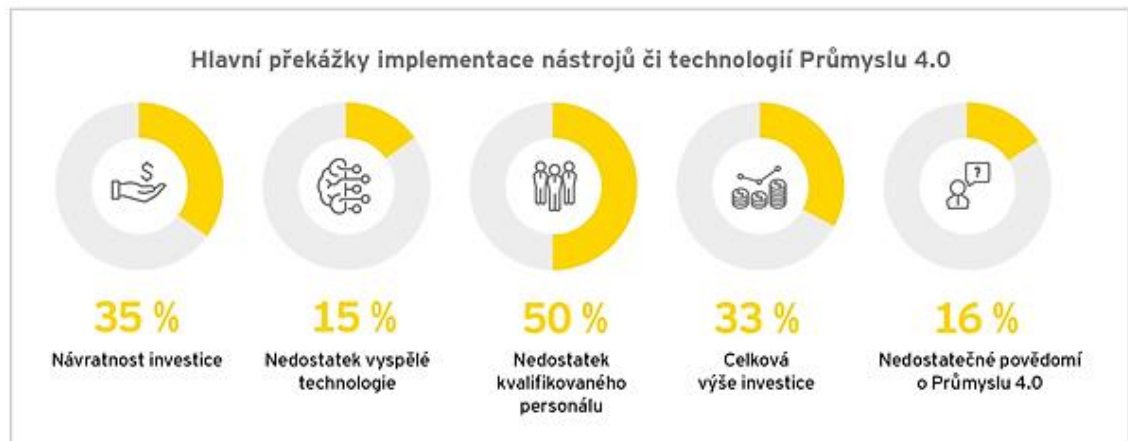 Hlavní překážky implementace nástrojů či technologií Průmyslu 4.0
$
?
35 %
15 %
50 %
33 %
16 %
Návratnost investice
Nedostatek vyspělé
technologie
Nedostatek
kvalifikovaného
personálu
Celková
výše investice
Nedostatečné povědomí
o Průmyslu 4.0